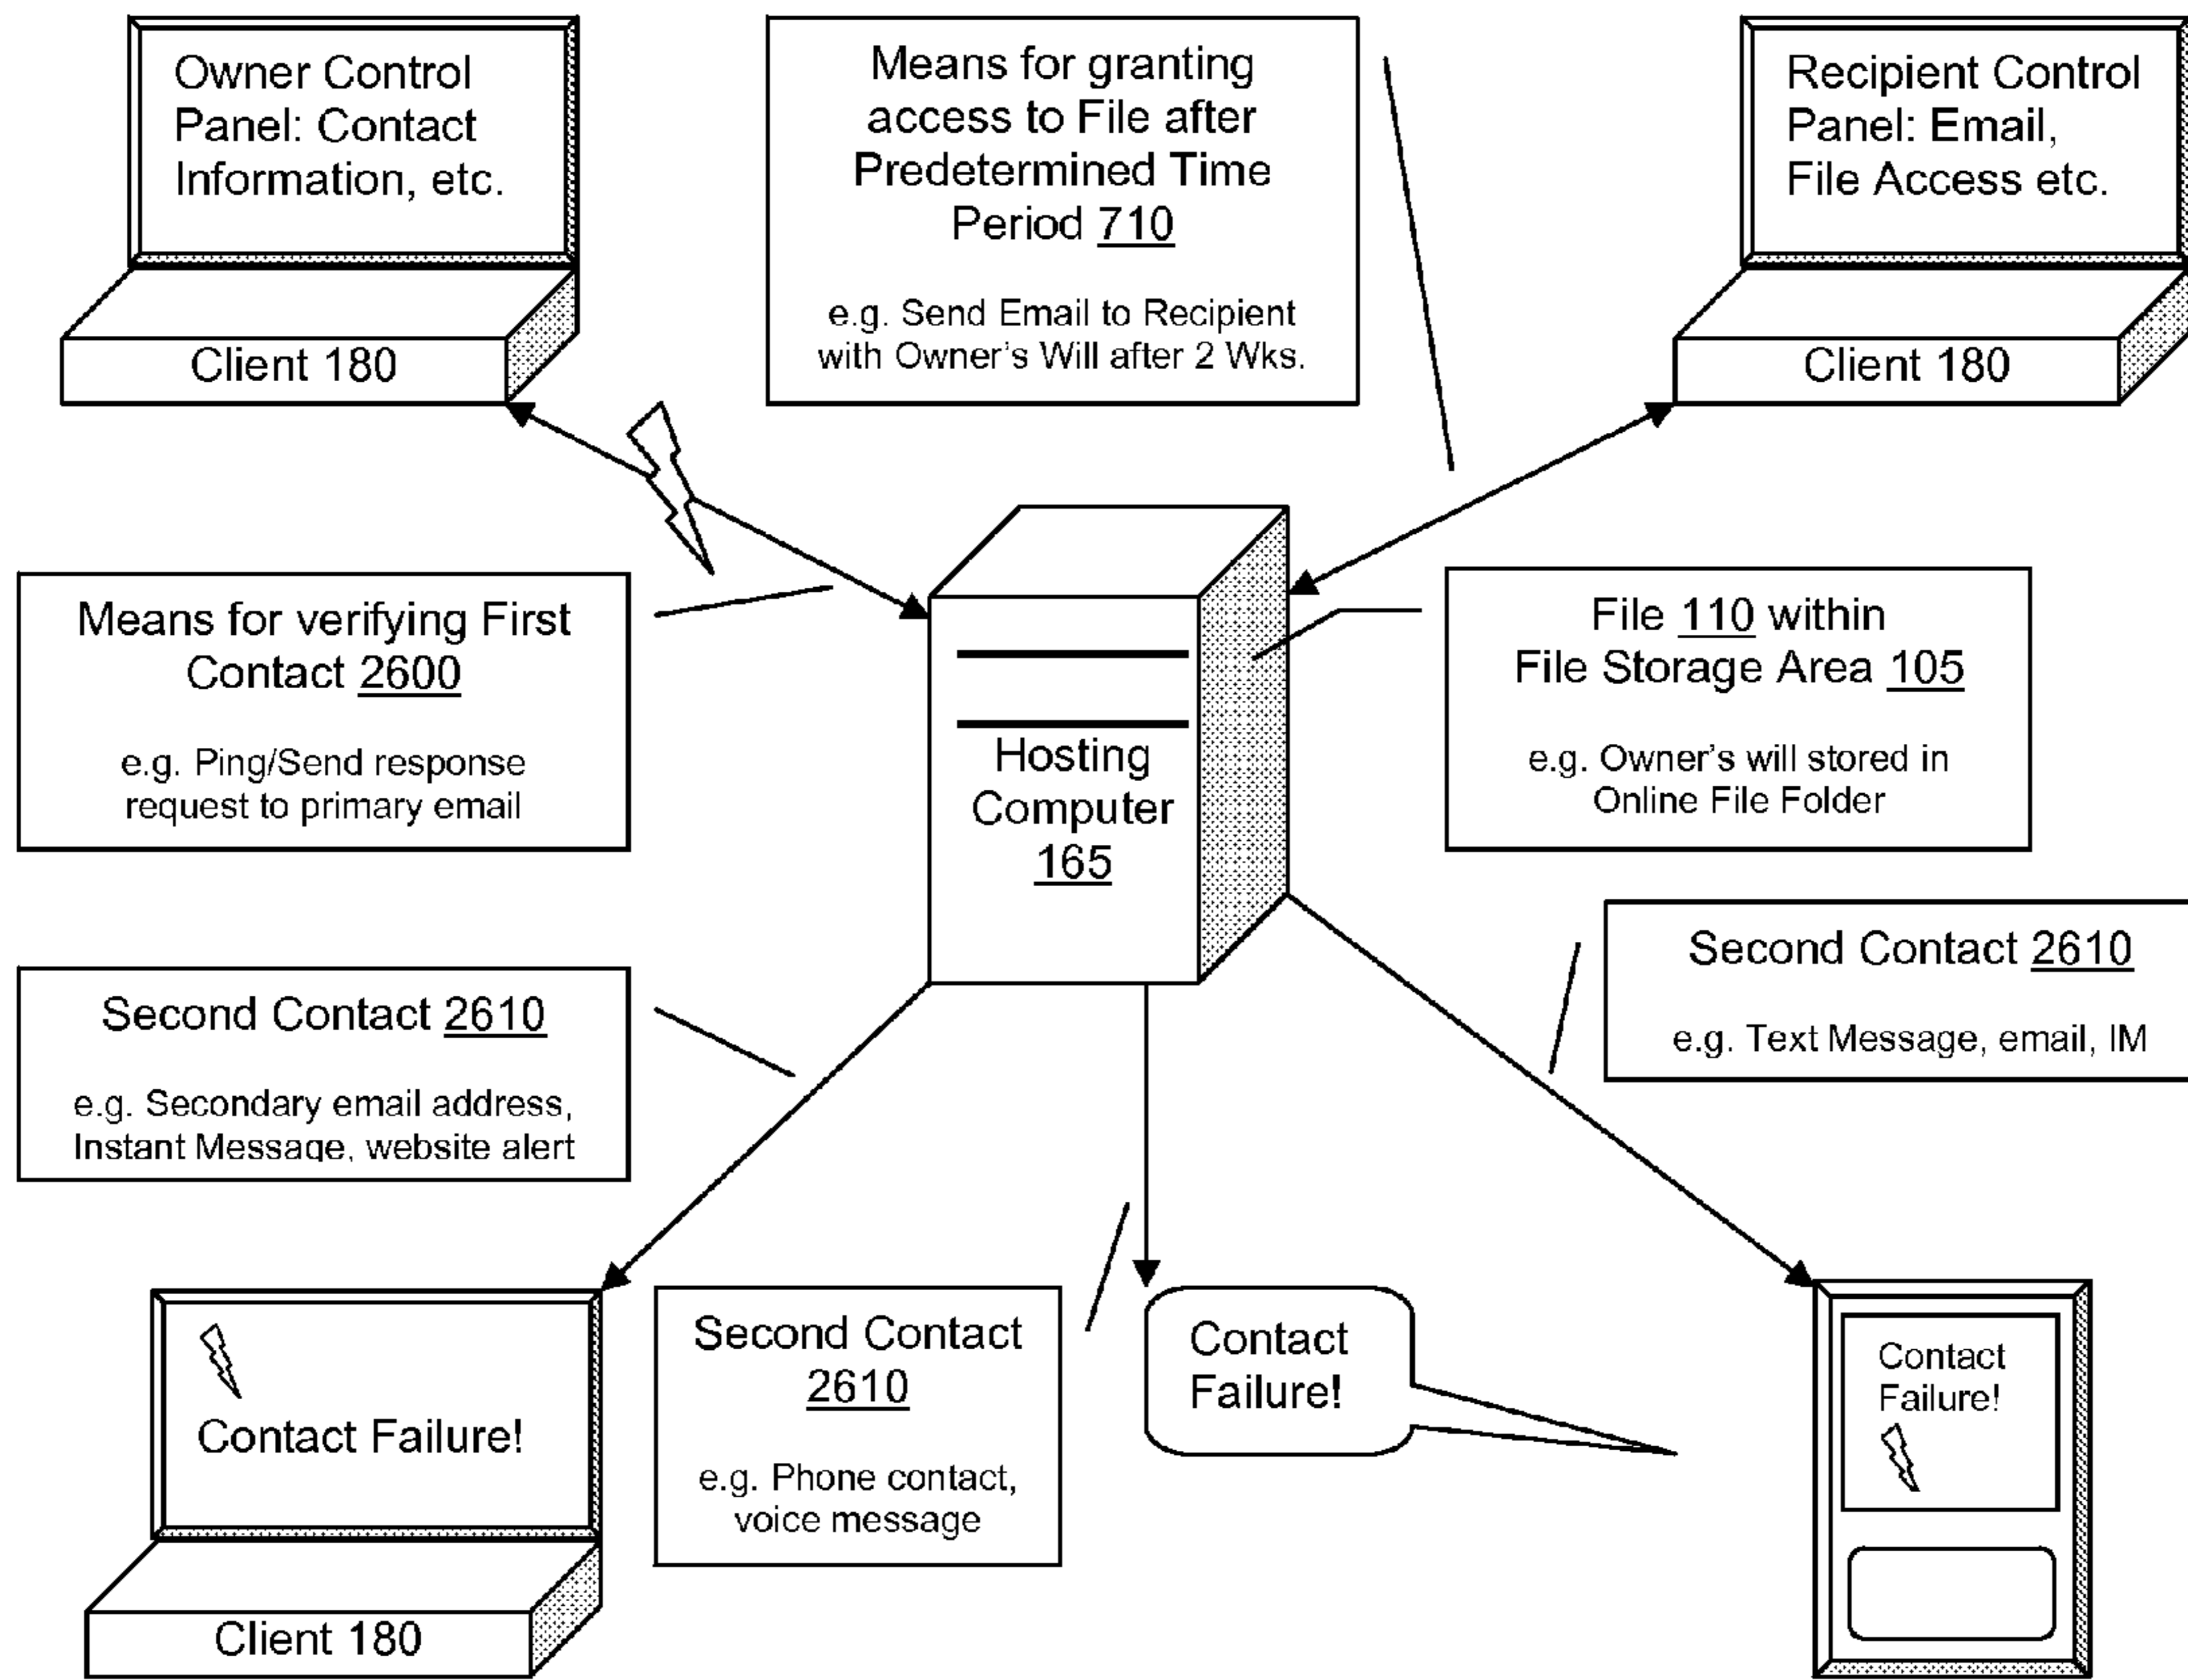 Owner Control
Panel: Contact
Information, etc.
Client 180
Means for granting
access to File after
Predetermined Time
Period 710
e.g. Send Email to Recipient
with Owner's Will after 2 Wks.
Recipient Control
Panel: Email,
File Access etc.
Client 180
Means for verifying First
Contact 2600
e.g. Ping/Send response
request to primary email
Hosting
Computer
165
File 110 within
File Storage Area 105
e.g. Owner's will stored in
Online File Folder
Second Contact 2610
e.g. Secondary email address,
Instant Message, website alert
Second Contact 2610
e.g. Text Message, email, IM
Contact Failure!
Client 180
Second Contact
2610
e.g. Phone contact,
voice message
Contact
Failure!
Contact
Failure!